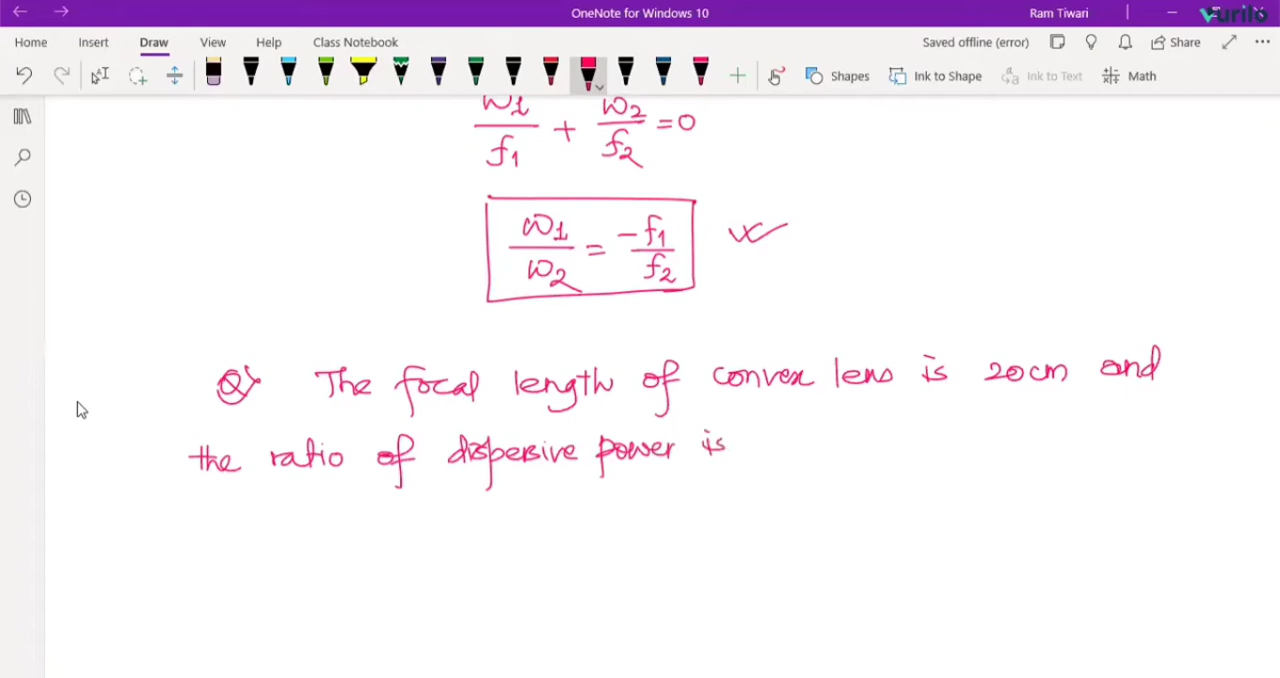 OneNote for Windows 10
Ram Tiwari
Vurilo
Home Insert Draw View Help Class Notebook
Saved offline (error) Share
Shapes Ink to Shape Ink to Text Math
ω1/f1 + ω2/f2 = 0
ω1/ω2 = -f1/f2
Q> The focal length of convex lens is 20cm and
the ratio of dispersive power is